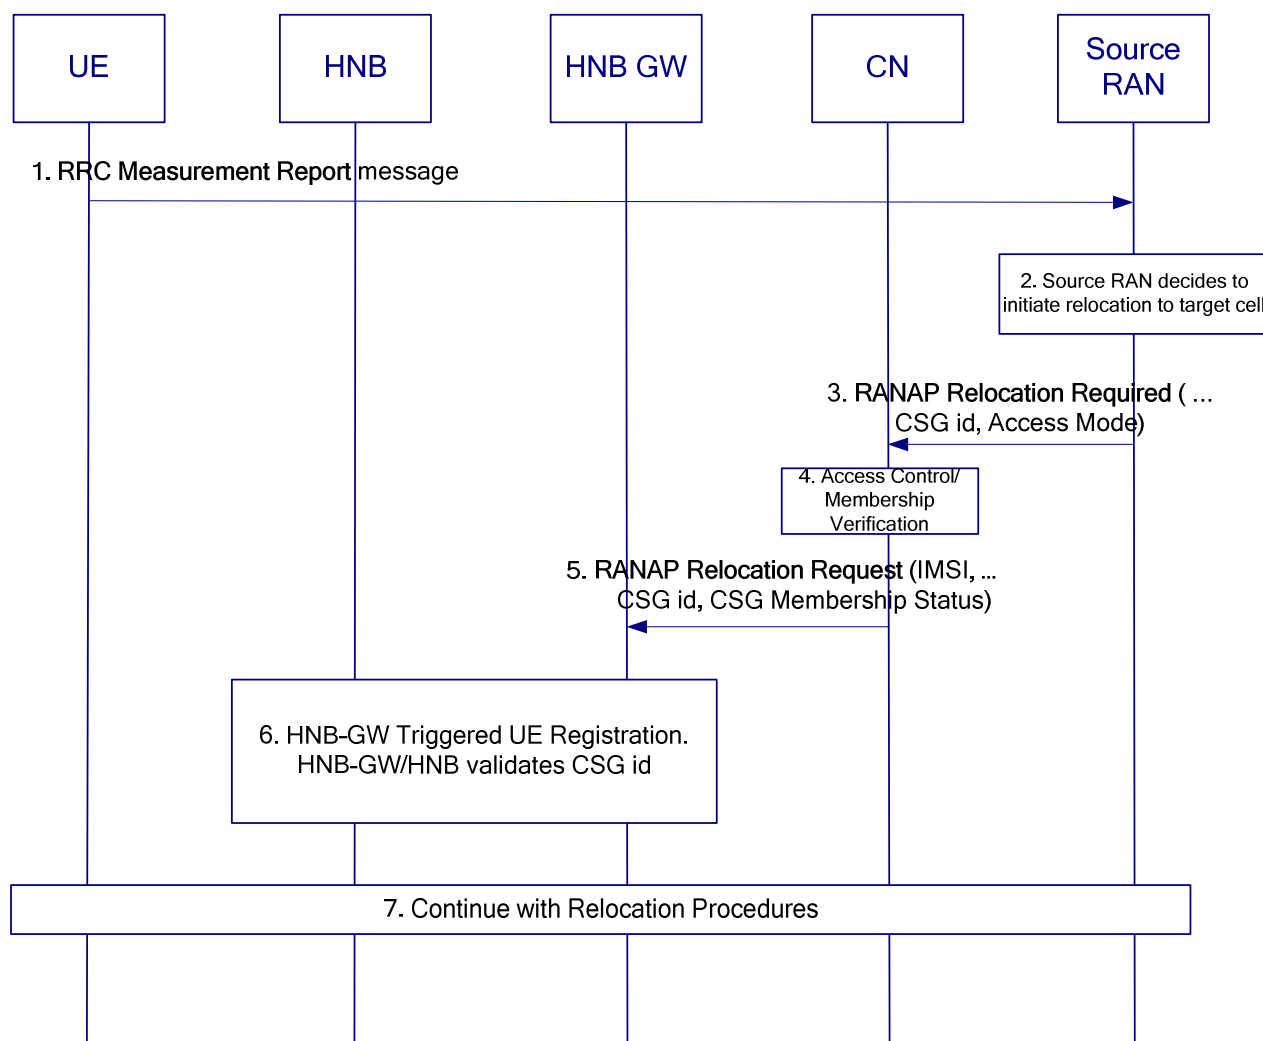 UE
HNB
HNB GW
CN
Source
RAN
1. RRC Measurement Report message
2. Source RAN decides to
initiate relocation to target cell
3. RANAP Relocation Required ( ...
CSG id, Access Mode)
4. Access Control/
Membership
Verification
5. RANAP Relocation Request (IMSI, ...
CSG id, CSG Membership Status)
6. HNB-GW Triggered UE Registration.
HNB-GW/HNB validates CSG id
7. Continue with Relocation Procedures